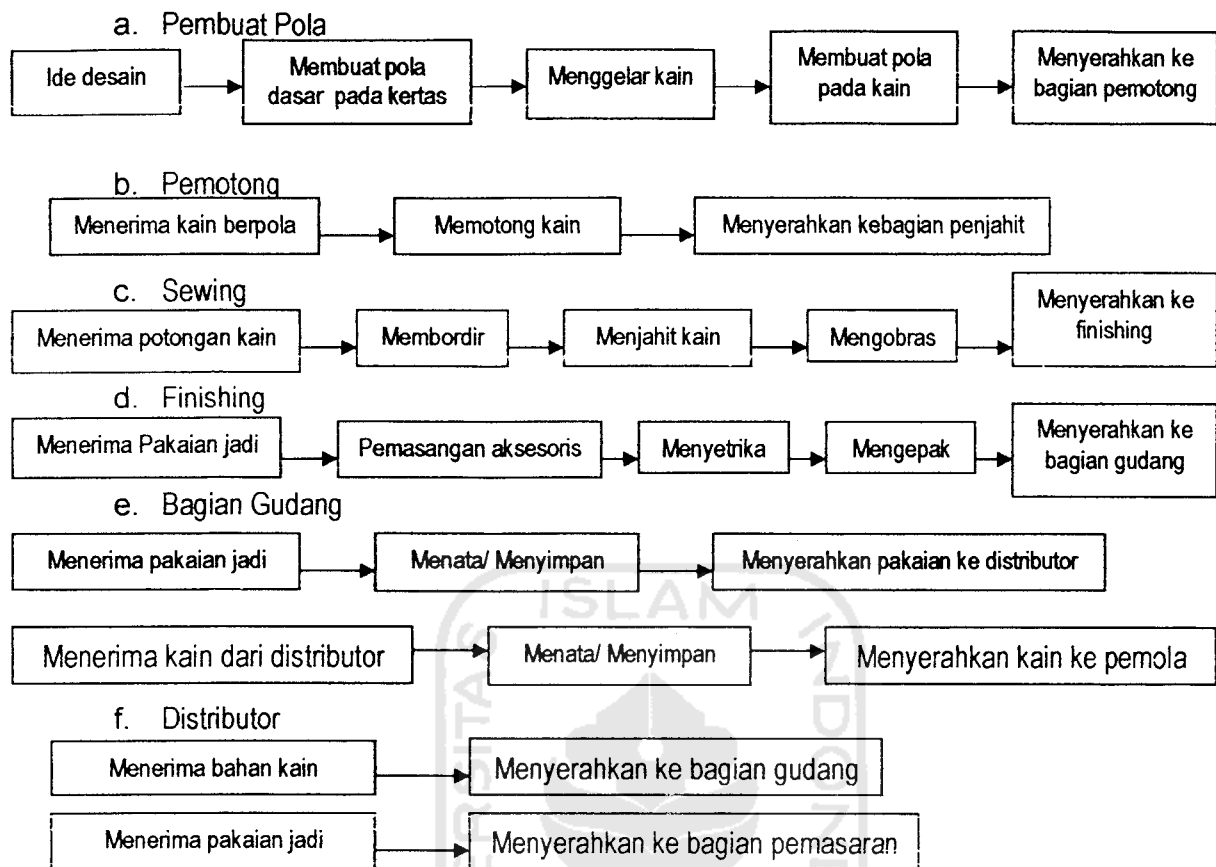 a. Pembuat Pola
Ide desain
Membuat pola
dasar pada kertas
Menggelar kain
Membuat pola
pada kain
Menyerahkan ke
bagian pemotong
b. Pemotong
Menerima kain berpola
Memotong kain
Menyerahkan kebagian penjahit
c. Sewing
Menerima potongan kain
Membordir
Menjahit kain
Mengobras
Menyerahkan ke
finishing
d. Finishing
Menerima Pakaian jadi
Pemasangan aksesoris
Menyetrika
Mengepak
Menyerahkan ke
bagian gudang
e. Bagian Gudang
Menerima pakaian jadi
Menata/ Menyimpan
Menyerahkan pakaian ke distributor
Menerima kain dari distributor
Menata/ Menyimpan
Menyerahkan kain ke pemola
f. Distributor
Menerima bahan kain
Menyerahkan ke bagian gudang
Menerima pakaian jadi
Menyerahkan ke bagian pemasaran
ISLAM